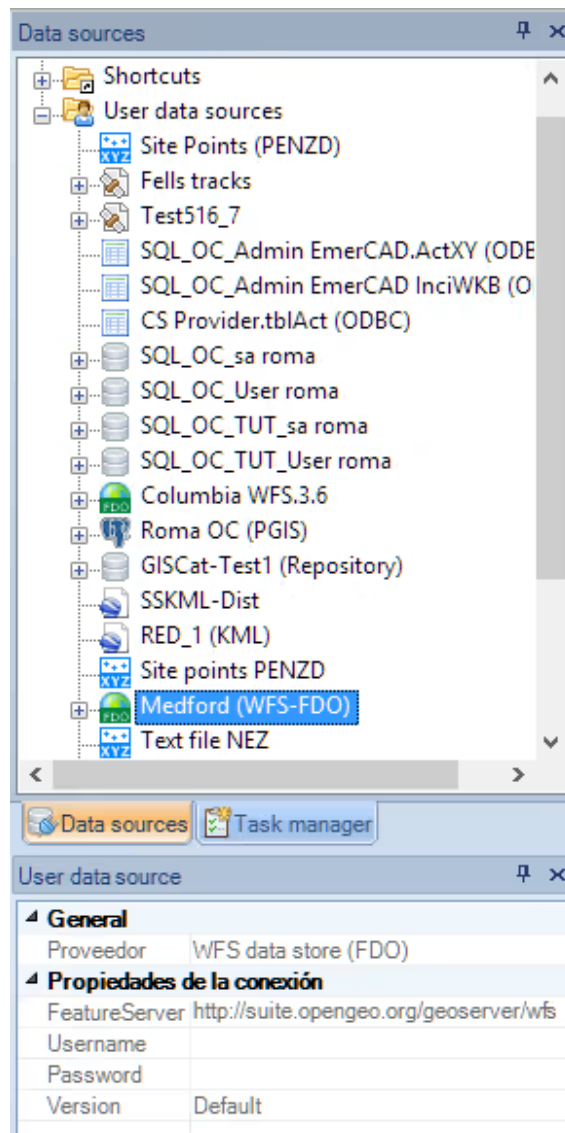 Data sources
Shortcuts
User data sources
Site Points (PENZD)
Fells tracks
Test516_7
SQL_OC_Admin EmerCAD.ActXY (ODB
SQL_OC_Admin EmerCAD InciWKB (O
CS Provider.tblAct (ODBC)
SQL_OC_sa roma
SQL_OC_User roma
SQL_OC_TUT_sa roma
SQL_OC_TUT_User roma
Columbia WFS.3.6
Roma OC (PGIS)
GISCat-Test1 (Repository)
SSKML-Dist
RED_1 (KML)
Site points PENZD
Medford (WFS-FDO)
Text file NEZ
Data sources Task manager
User data source
General
Proveedor WFS data store (FDO)
Propiedades de la conexión
FeatureServer http://suite.opengeo.org/geoserver/wfs
Username
Password
Version Default